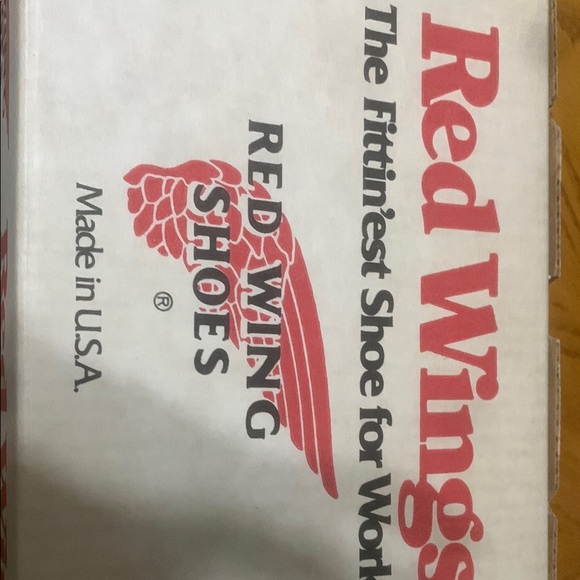 Red Wings
The Fittin'est Shoe for Work
RED WING
SHOES
®
Made in U.S.A.